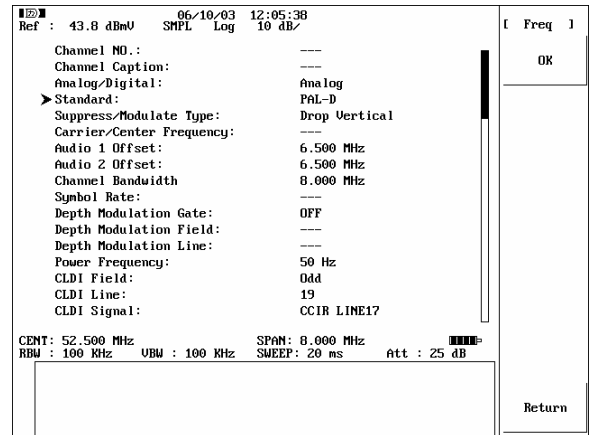 06/10/03 12:05:38
Ref : 43.8 dBmV SMPL Log 10 dB/
[ Freq ]
OK
Channel NO.: ---
Channel Caption: ---
Analog/Digital: Analog
Standard: PAL-D
Suppress/Modulate Type: Drop Vertical
Carrier/Center Frequency: ---
Audio 1 Offset: 6.500 MHz
Audio 2 Offset: 6.500 MHz
Channel Bandwidth 8.000 MHz
Symbol Rate: ---
Depth Modulation Gate: OFF
Depth Modulation Field: ---
Depth Modulation Line: ---
Power Frequency: 50 Hz
CLDI Field: Odd
CLDI Line: 19
CLDI Signal: CCIR LINE17
CENT: 52.500 MHz SPAN: 8.000 MHz
RBW : 100 KHz VBW : 100 KHz SWEEP: 20 ms Att : 25 dB
Return